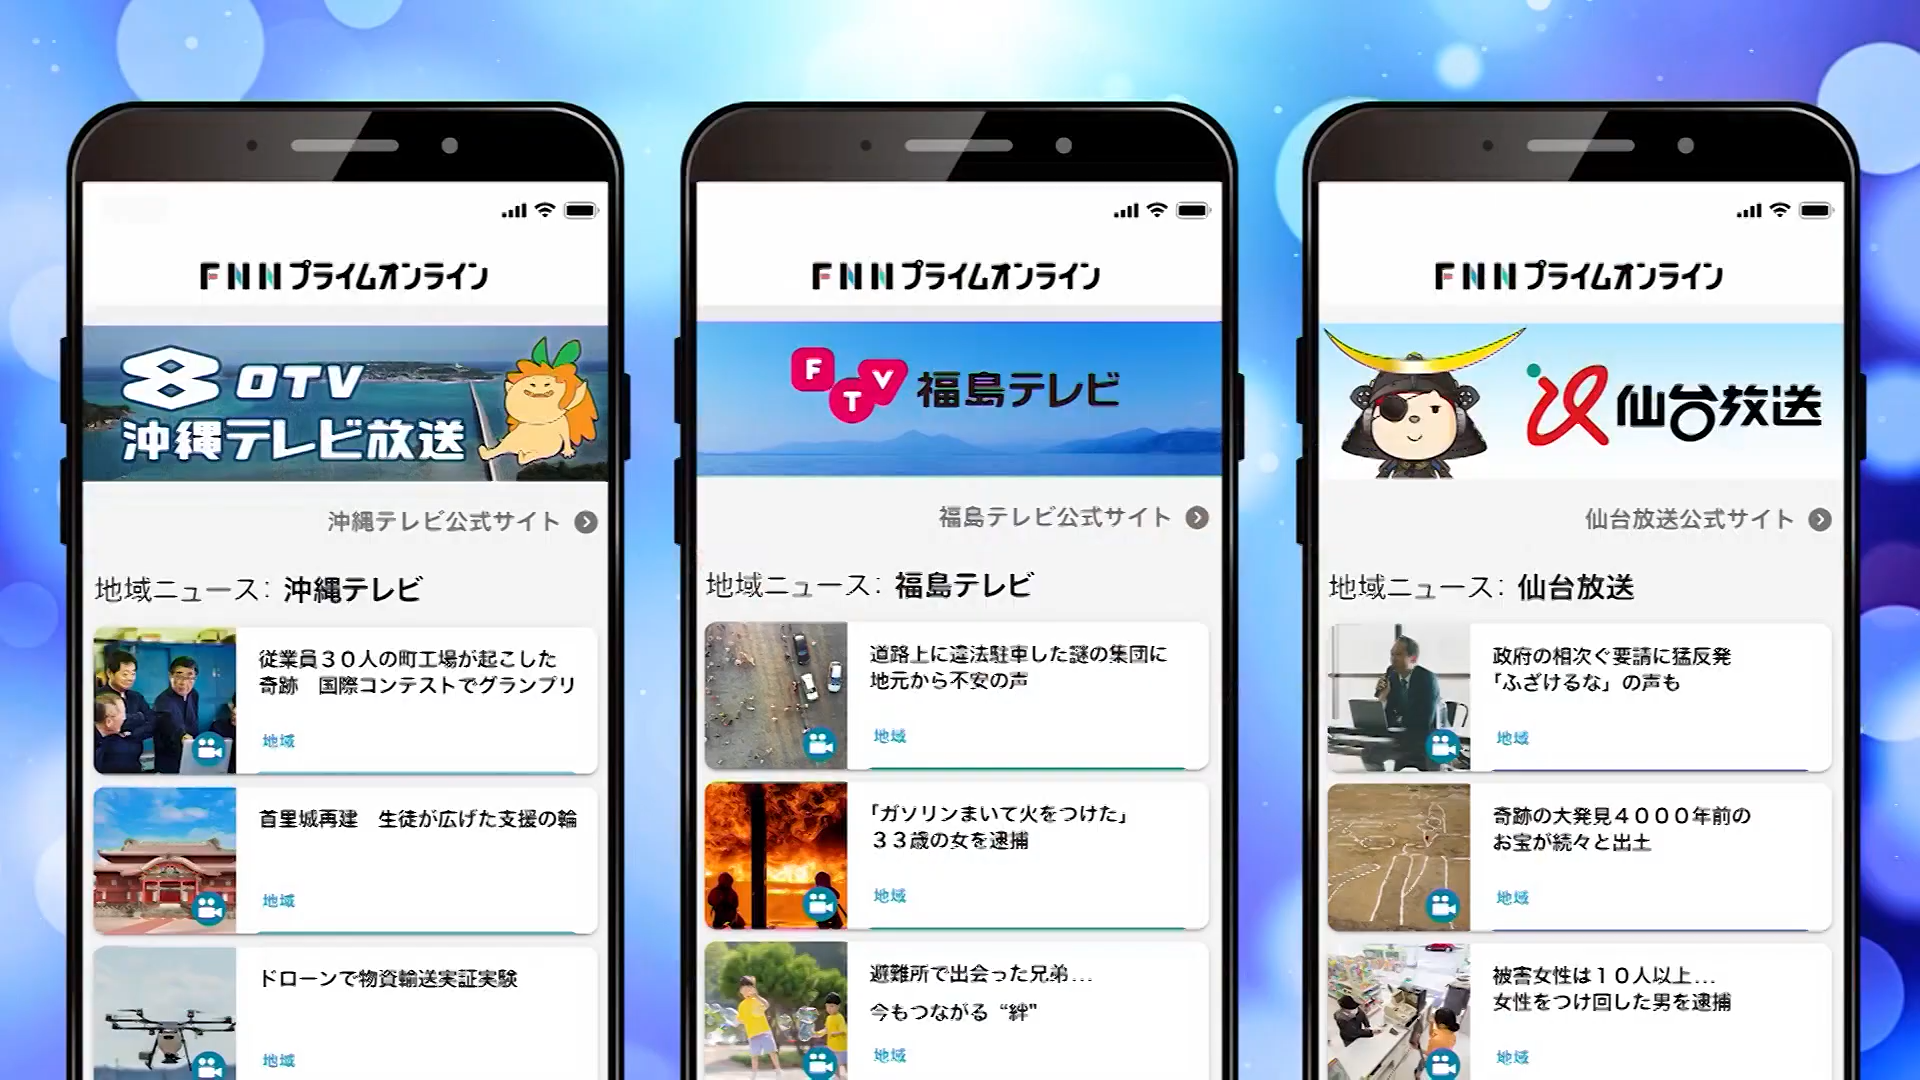 FNNプライムオンライン
OTV
沖縄テレビ放送
沖縄テレビ公式サイト
地域ニュース: 沖縄テレビ
従業員３０人の町工場が起こした
奇跡　国際コンテストでグランプリ
地域
首里城再建　生徒が広げた支援の輪
地域
ドローンで物資輸送実証実験
地域
FNNプライムオンライン
FTV 福島テレビ
福島テレビ公式サイト
地域ニュース: 福島テレビ
道路上に違法駐車した謎の集団に
地元から不安の声
地域
「ガソリンまいて火をつけた」
３３歳の女を逮捕
地域
避難所で出会った兄弟…
今もつながる“絆”
地域
FNNプライムオンライン
仙台放送
仙台放送公式サイト
地域ニュース: 仙台放送
政府の相次ぐ要請に猛反発
「ふざけるな」の声も
地域
奇跡の大発見４０００年前の
お宝が続々と出土
地域
被害女性は１０人以上…
女性をつけ回した男を逮捕
地域